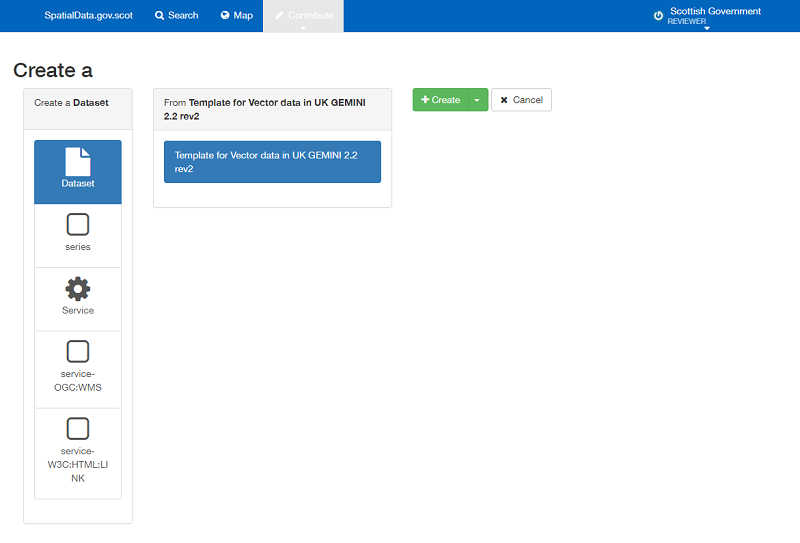 SpatialData.gov.scot
Search
Map
Contribute
Scottish Government
REVIEWER
Create a
Create a Dataset
Dataset
series
Service
service-
OGC:WMS
service-
W3C:HTML:LI
NK
From Template for Vector data in UK GEMINI
2.2 rev2
Template for Vector data in UK GEMINI 2.2
rev2
Create
Cancel